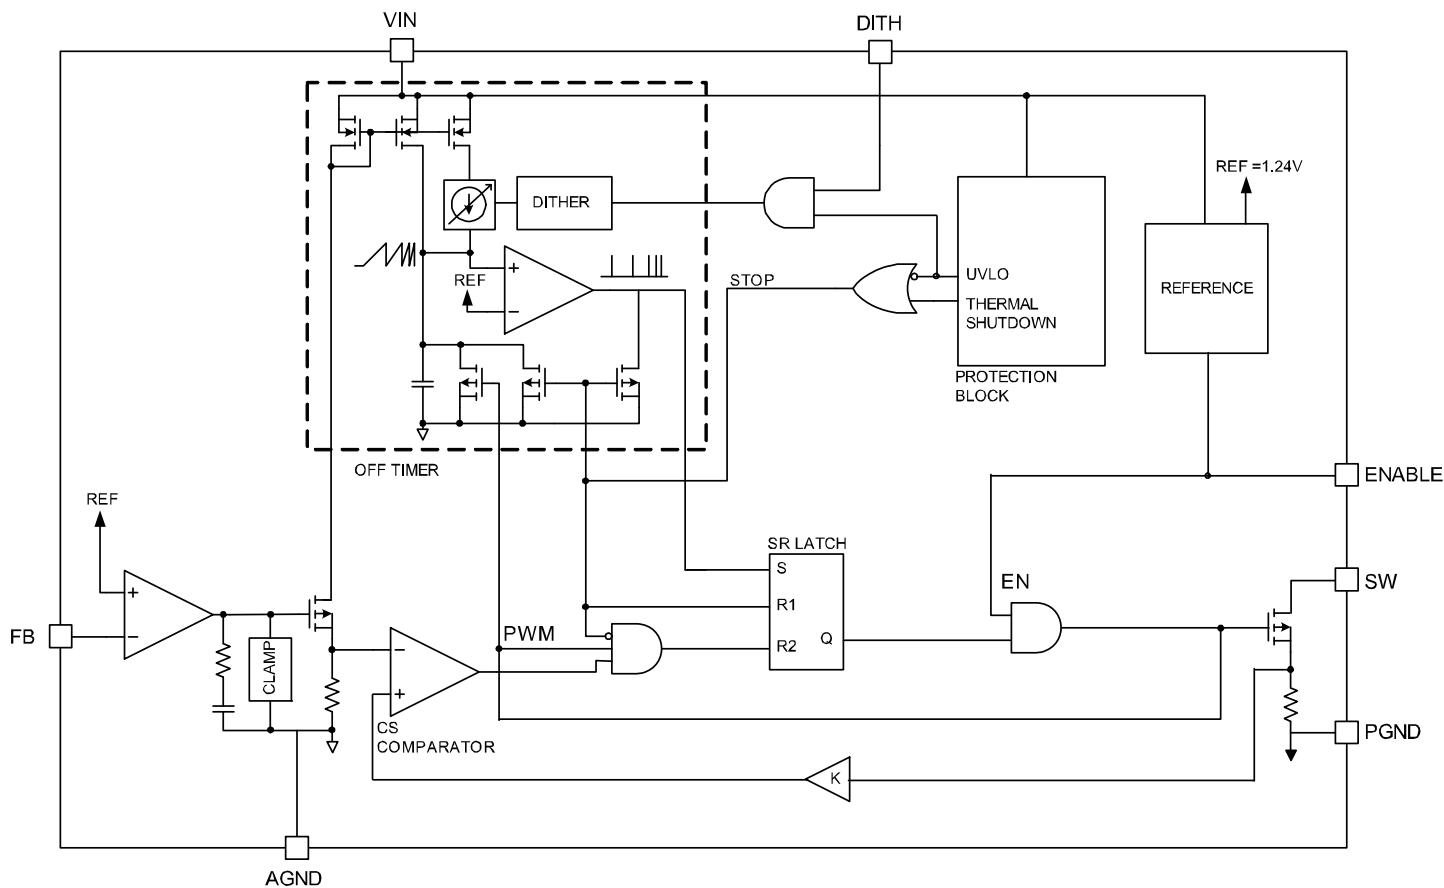 VIN
DITH
REF =1.24V
DITHER
REF
+
−
STOP
UVLO
THERMAL
SHUTDOWN
REFERENCE
PROTECTION
BLOCK
OFF TIMER
ENABLE
REF
SR LATCH
S
R1
R2
Q
EN
SW
FB
+
−
CLAMP
PWM
−
+
CS
COMPARATOR
K
PGND
AGND